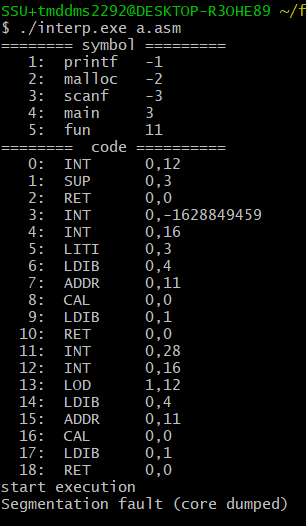 SSU+tmddms2292@DESKTOP-R3OHE89 ~/f
$ ./interp.exe a.asm
======== symbol =========
1: printf -1
2: malloc -2
3: scanf -3
4: main 3
5: fun 11
======== code ==========
0: INT 0,12
1: SUP 0,3
2: RET 0,0
3: INT 0,-1628849459
4: INT 0,16
5: LITI 0,3
6: LDIB 0,4
7: ADDR 0,11
8: CAL 0,0
9: LDIB 0,1
10: RET 0,0
11: INT 0,28
12: INT 0,16
13: LOD 1,12
14: LDIB 0,4
15: ADDR 0,11
16: CAL 0,0
17: LDIB 0,1
18: RET 0,0
start execution
Segmentation fault (core dumped)